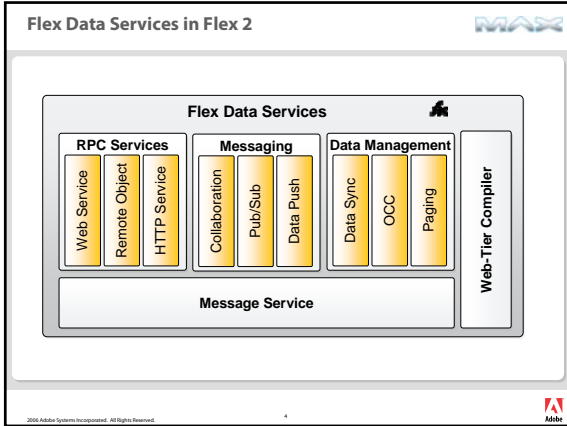 Flex Data Services in Flex 2
MAX
Flex Data Services
fx
RPC Services
Web Service
Remote Object
HTTP Service
Messaging
Collaboration
Pub/Sub
Data Push
Data Management
Data Sync
OCC
Paging
Web-Tier Compiler
Message Service
2006 Adobe Systems Incorporated. All Rights Reserved.
4
Adobe